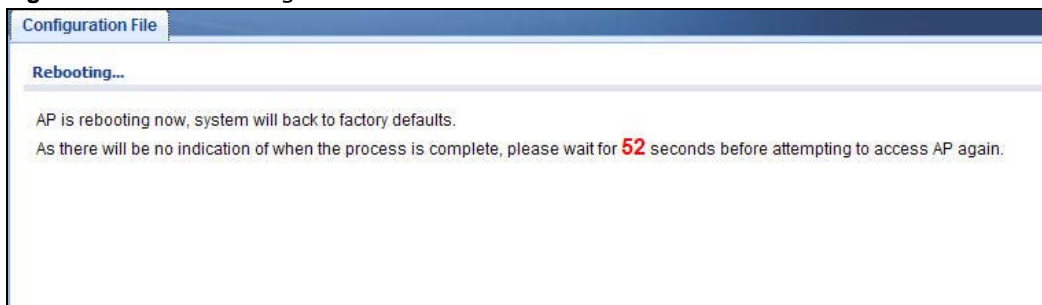 Configuration File
Rebooting...
AP is rebooting now, system will back to factory defaults.
As there will be no indication of when the process is complete, please wait for 52 seconds before attempting to access AP again.